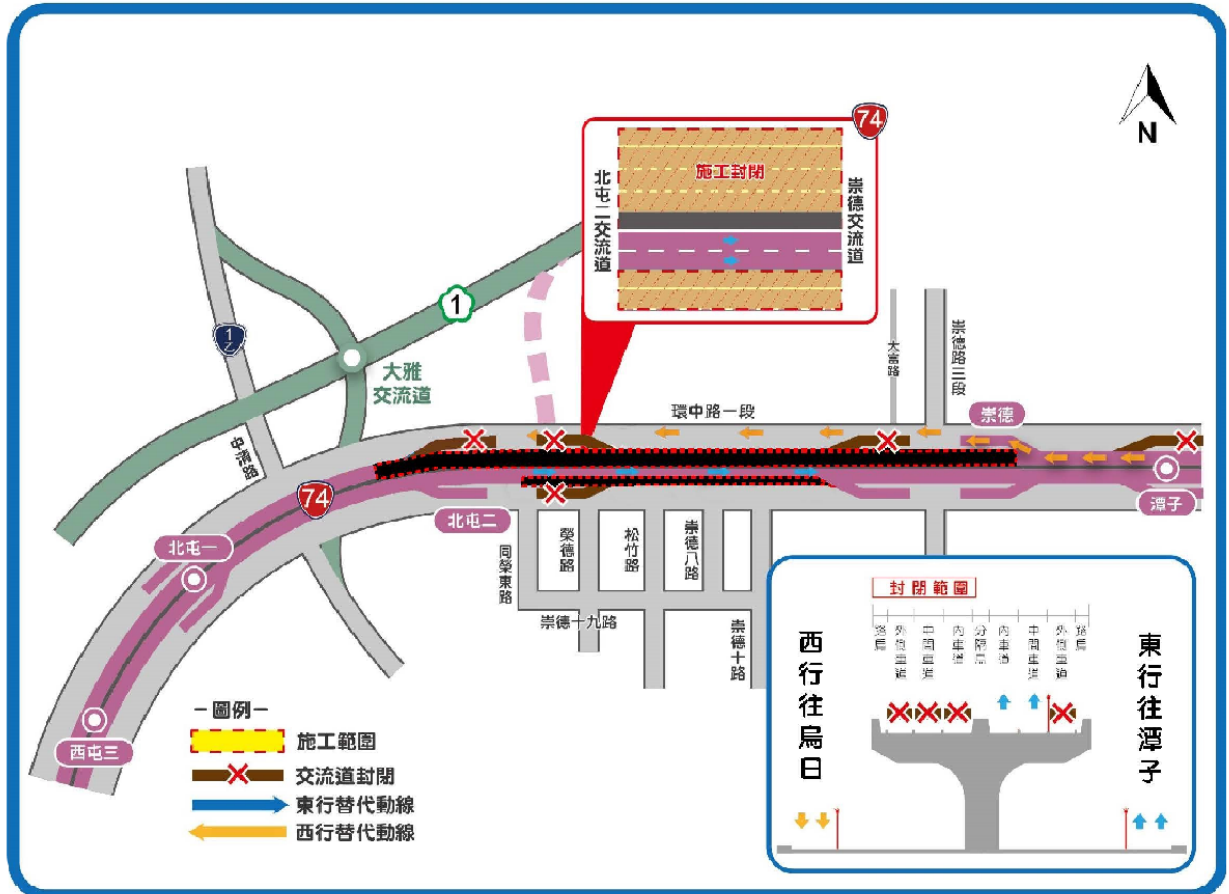 N
74
施工封閉
北屯二交流道
崇德交流道
1
1
乙
大雅
交流道
中清路
大富路
崇德路三段
環中路一段
崇德
潭子
74
北屯二
北屯一
西屯三
同榮東路
榮德路
松竹路
崇德八路
崇德十九路
崇德十路
－圖例－
施工範圍
交流道封閉
東行替代動線
西行替代動線
封閉範圍
路肩
外側車道
中間車道
內車道
分隔島
內車道
中間車道
外側車道
路肩
西行往烏日
東行往潭子